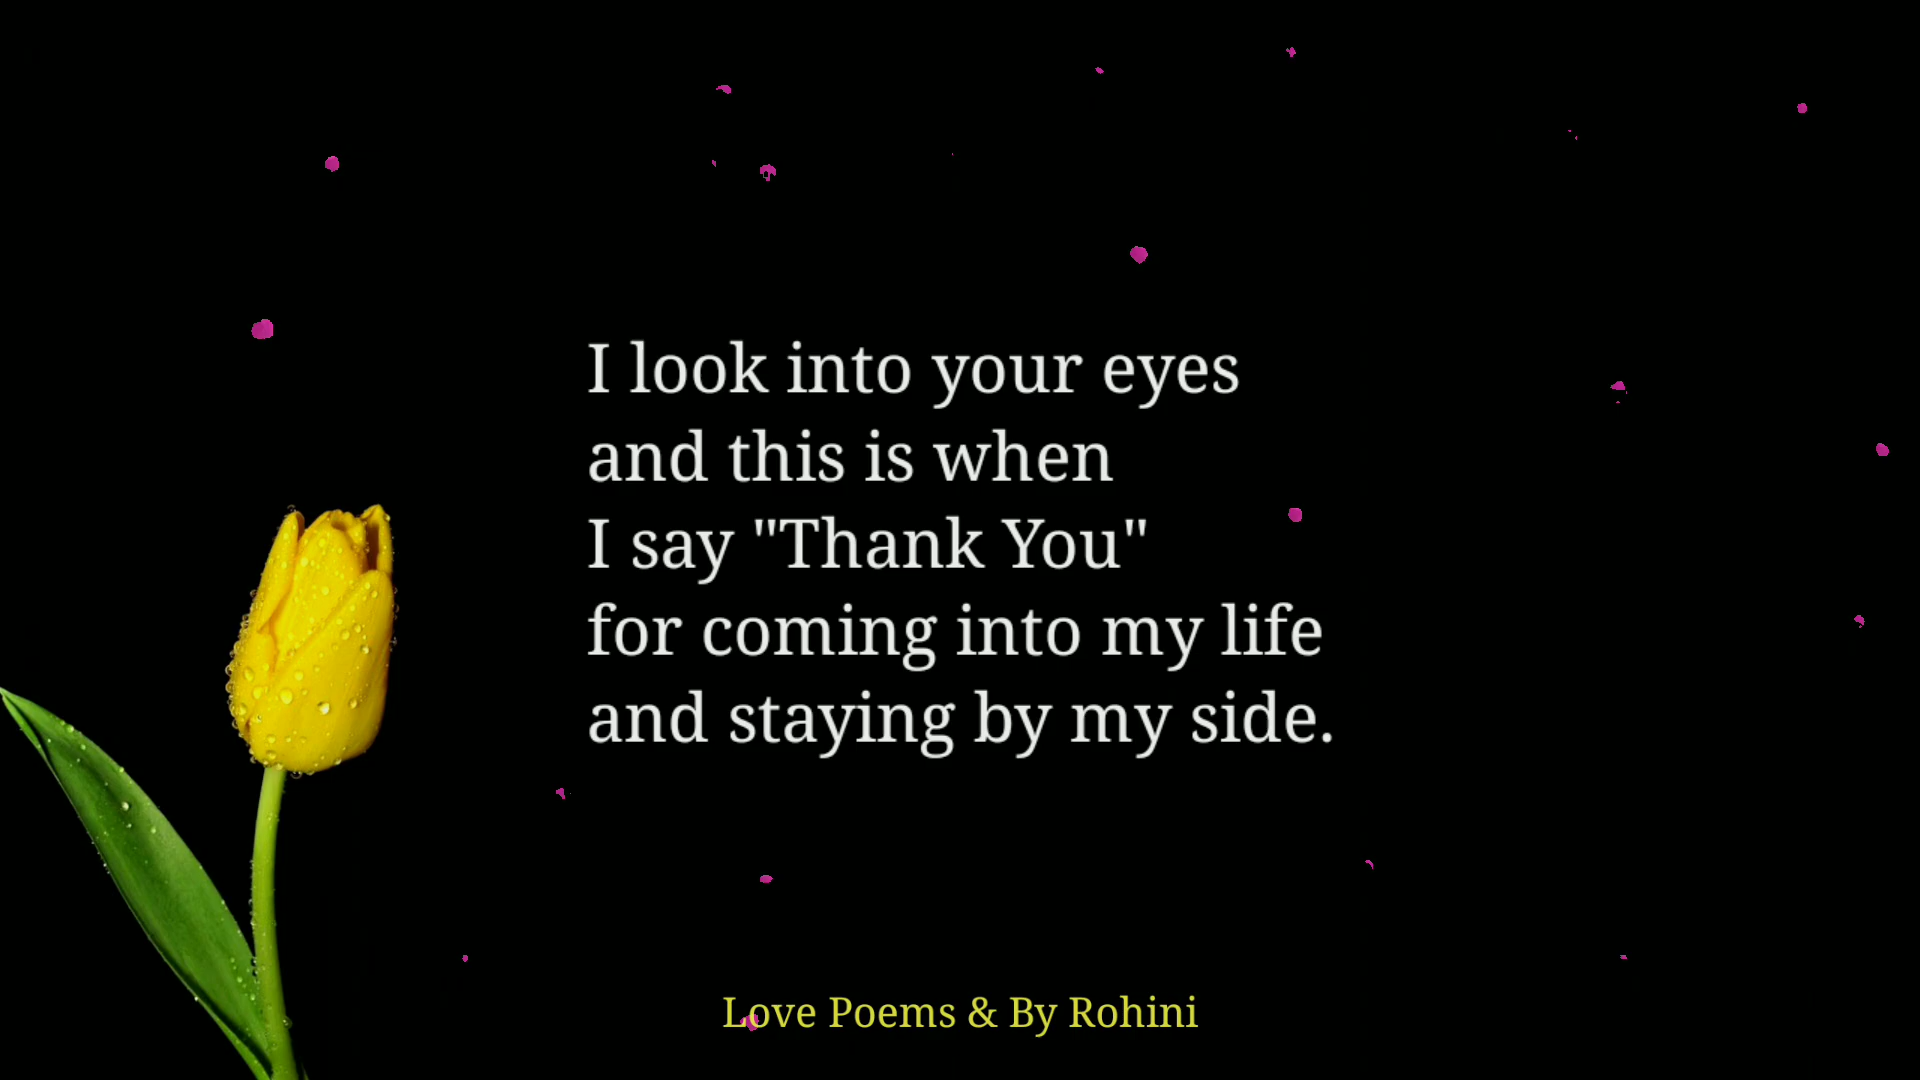 I look into your eyes
and this is when
I say "Thank You"
for coming into my life
and staying by my side.
Love Poems & By Rohini